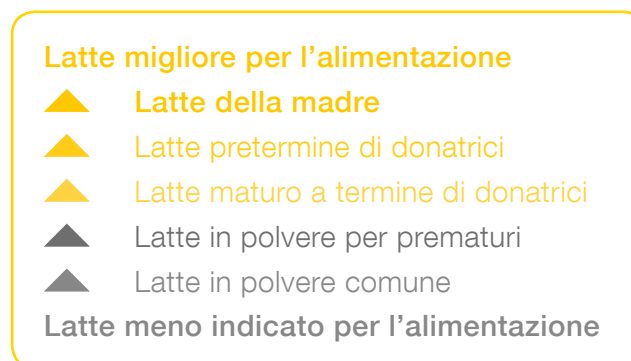 Latte migliore per l’alimentazione
Latte della madre
Latte pretermine di donatrici
Latte maturo a termine di donatrici
Latte in polvere per prematuri
Latte in polvere comune
Latte meno indicato per l’alimentazione